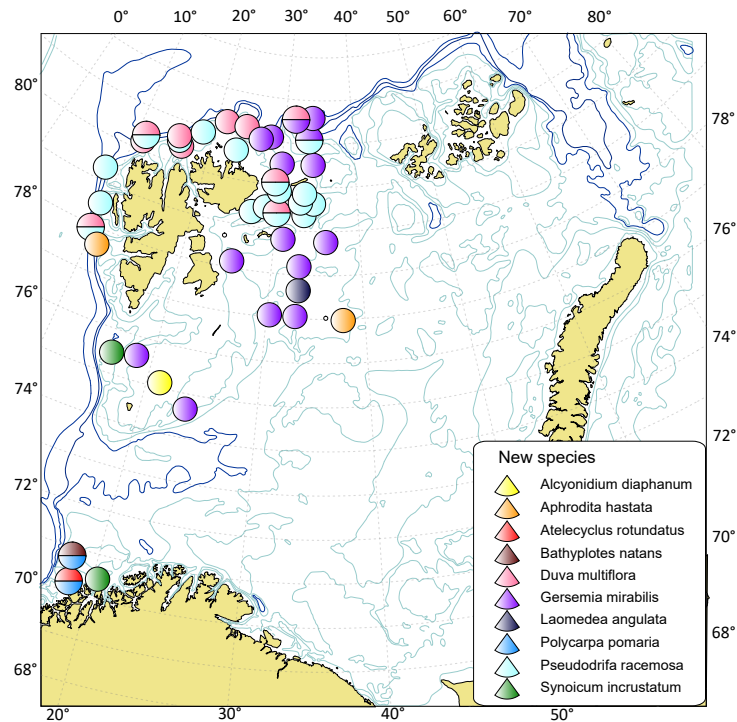 0° 10° 20° 30° 40° 50° 60° 70° 80°
80°
78°
78°
76°
76°
74°
74°
72°
72°
70°
70°
68°
68°
New species
Alcyonidium diaphanum
Aphrodita hastata
Atelecyclus rotundatus
Bathyplotes natans
Duva multiflora
Gersemia mirabilis
Laomedea angulata
Polycarpa pomaria
Pseudodrifa racemosa
Synoicum incrustatum
20° 30° 40° 50°